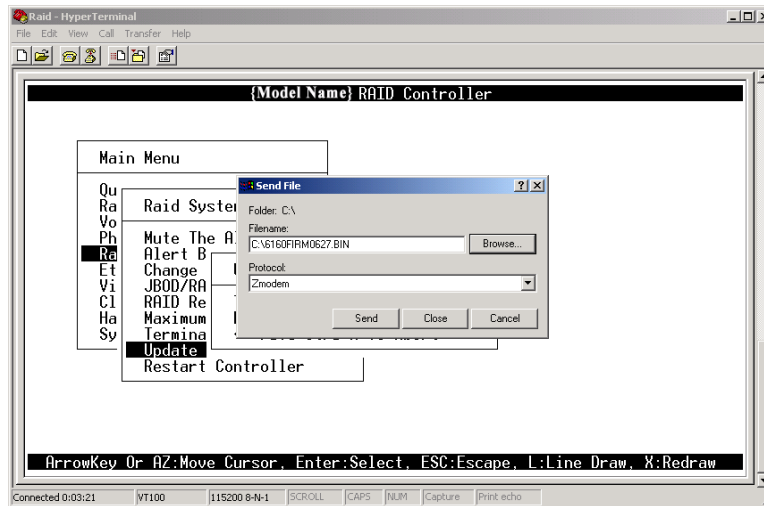 Raid - HyperTerminal
File Edit View Call Transfer Help
{Model Name} RAID Controller
Main Menu
Qu
Ra
Vo
Ph
Ra
Et
Vi
Cl
Ha
Sy
Raid System
Mute The Al
Alert B
Change
JBOD/RA
RAID Re
Maximum
Termina
Update
Restart Controller
Send File
Folder: C:\
Filename:
C:\6160FIRM0627.BIN
Browse...
Protocol:
Zmodem
Send Close Cancel
ArrowKey Or AZ:Move Cursor, Enter:Select, ESC:Escape, L:Line Draw, X:Redraw
Connected 0:03:21 VT100 115200 8-N-1 SCROLL CAPS NUM Capture Print echo